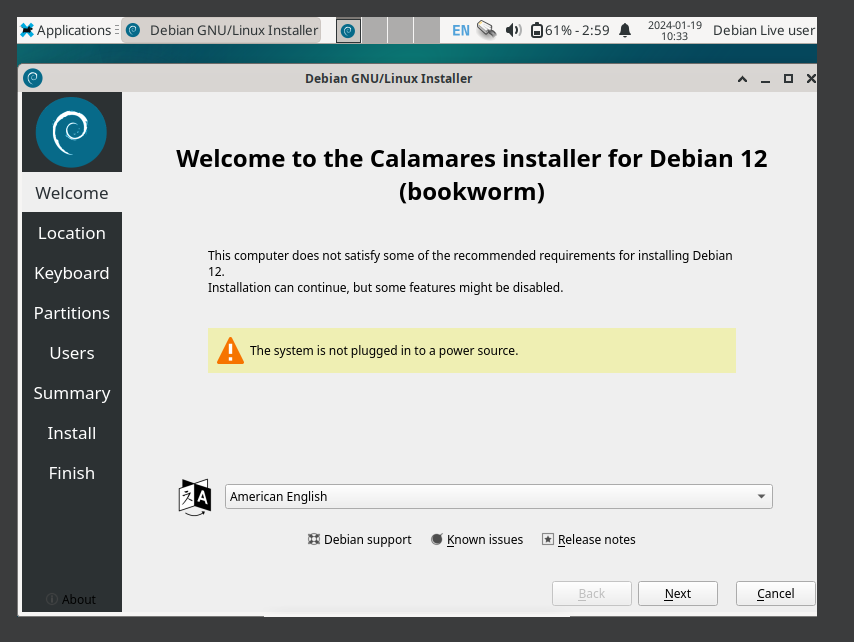 Applications
Debian GNU/Linux Installer
EN
61% - 2:59
2024-01-19
10:33
Debian Live user
Debian GNU/Linux Installer
Welcome
Location
Keyboard
Partitions
Users
Summary
Install
Finish
About
Welcome to the Calamares installer for Debian 12
(bookworm)
This computer does not satisfy some of the recommended requirements for installing Debian
12.
Installation can continue, but some features might be disabled.
The system is not plugged in to a power source.
A
American English
Debian support
Known issues
Release notes
Back
Next
Cancel